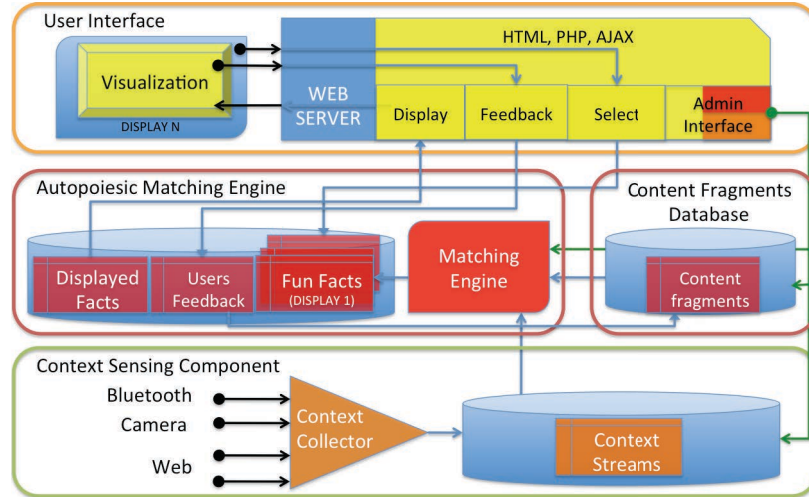 User Interface
HTML, PHP, AJAX
Visualization
DISPLAY N
WEB
SERVER
Display
Feedback
Select
Admin
Interface
Autopoiesic Matching Engine
Content Fragments
Database
Displayed
Facts
Users
Feedback
Fun Facts
(DISPLAY 1)
Matching
Engine
Content
fragments
Context Sensing Component
Bluetooth
Camera
Web
Context
Collector
Context
Streams